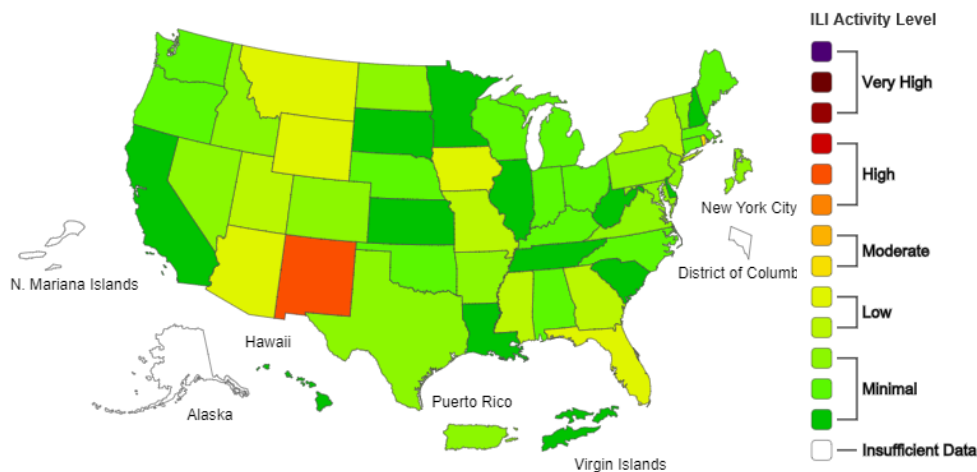 ILI Activity Level
Very High
High
Moderate
Low
Minimal
Insufficient Data
New York City
District of Columb
N. Mariana Islands
Hawaii
Alaska
Puerto Rico
Virgin Islands